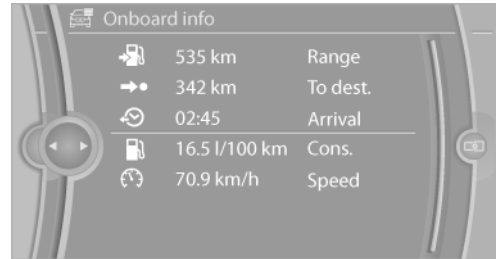 Onboard info
535 km Range
342 km To dest.
02:45 Arrival
16.5 l/100 km Cons.
70.9 km/h Speed